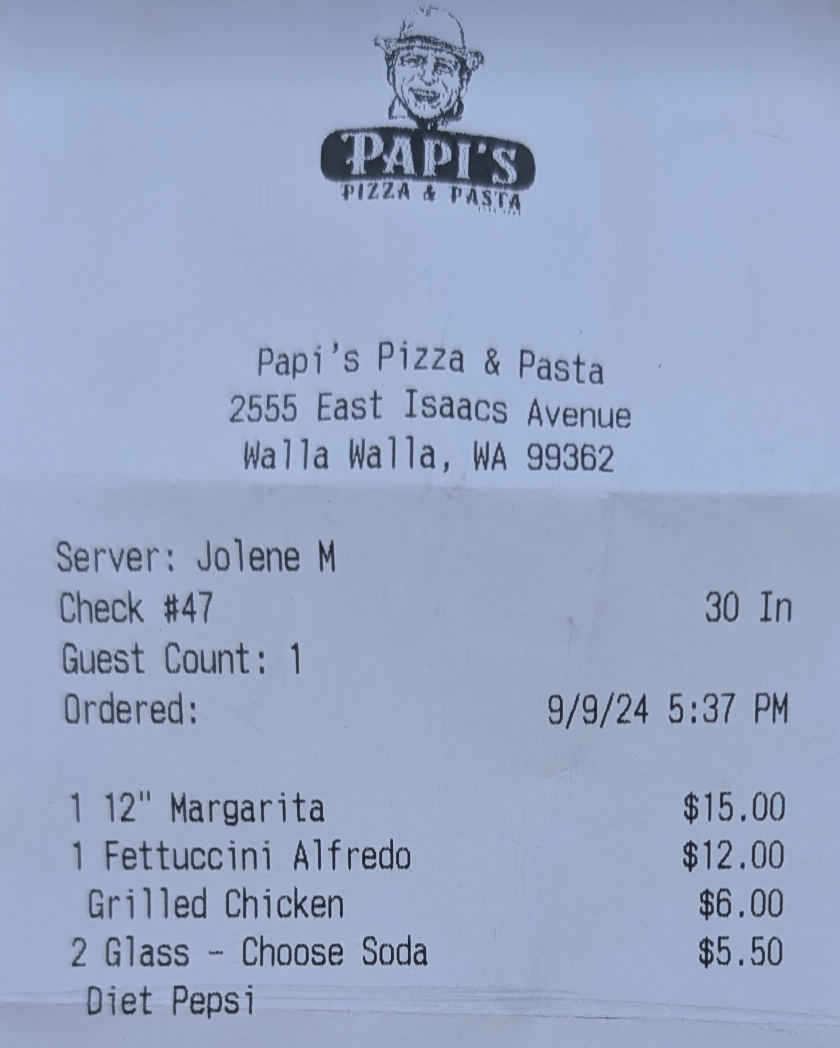 PAPI'S
PIZZA & PASTA
Papi's Pizza & Pasta
2555 East Isaacs Avenue
Walla Walla, WA 99362
Server: Jolene M
Check #47 30 In
Guest Count: 1
Ordered: 9/9/24 5:37 PM
1 12" Margarita $15.00
1 Fettuccini Alfredo $12.00
Grilled Chicken $6.00
2 Glass - Choose Soda $5.50
Diet Pepsi